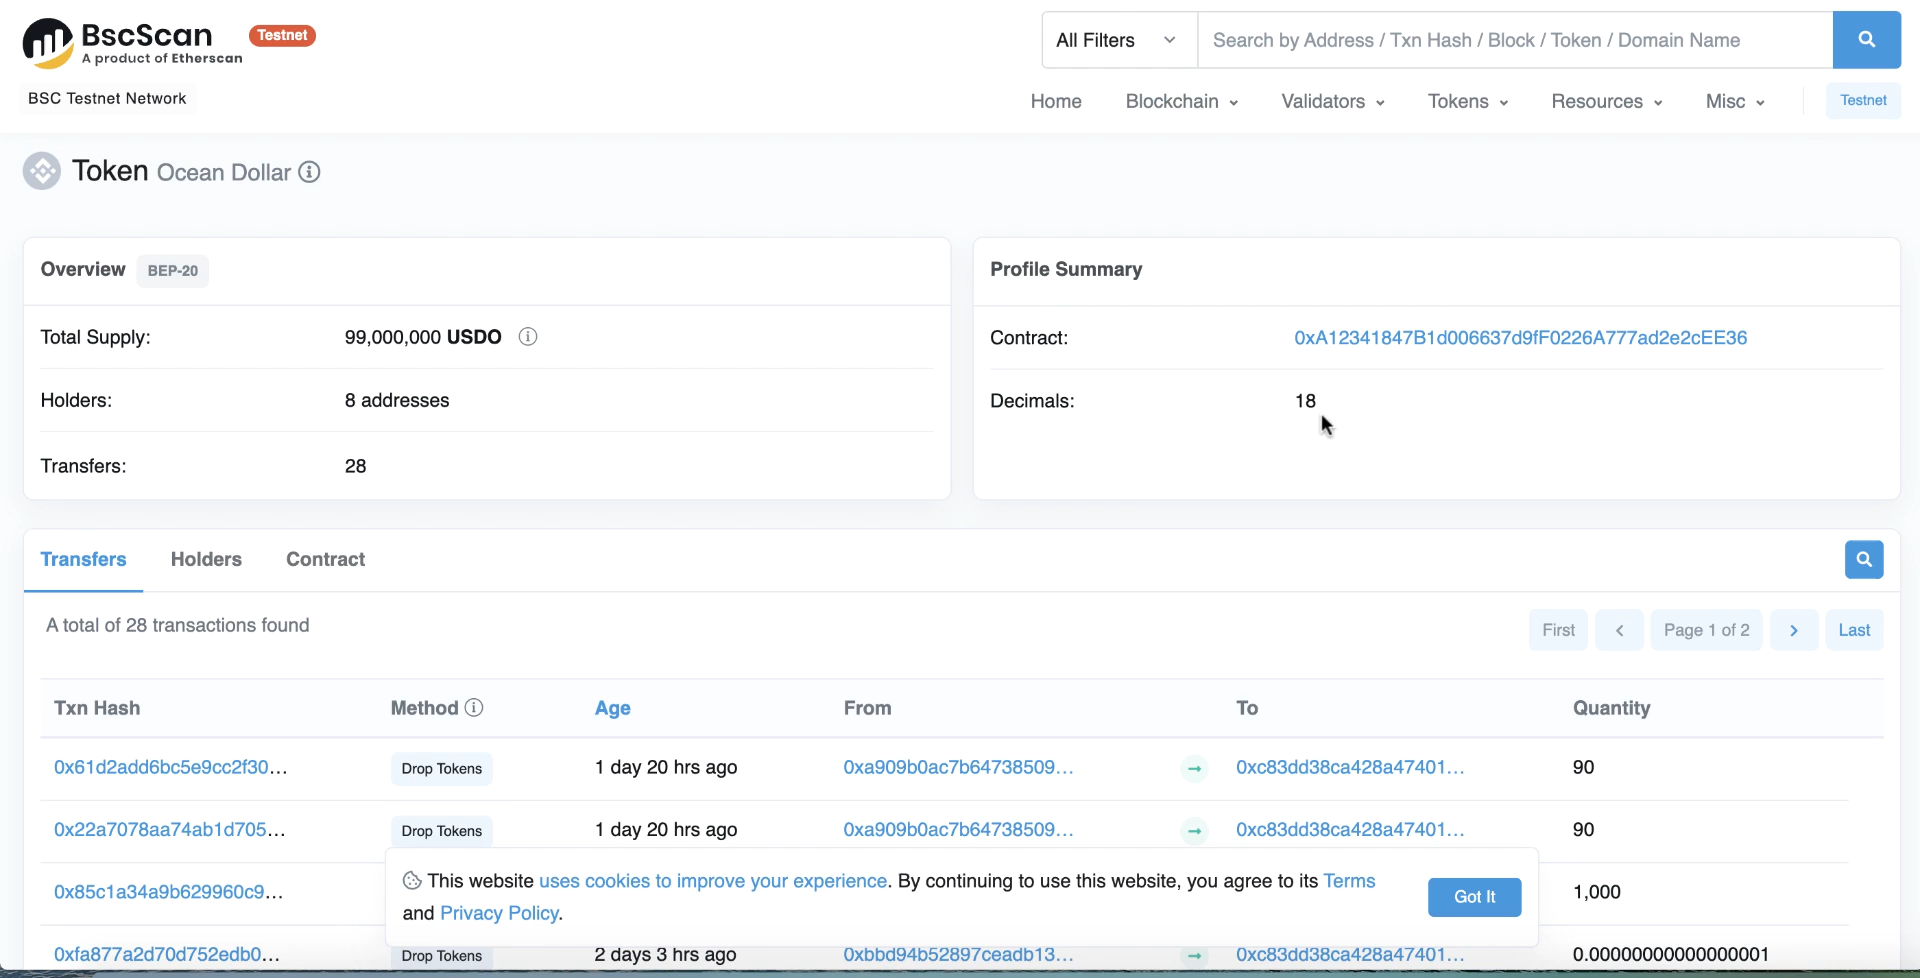 BscScan
Testnet
A product of Etherscan
BSC Testnet Network
All Filters
Search by Address / Txn Hash / Block / Token / Domain Name
Home Blockchain Validators Tokens Resources Misc Testnet
Token Ocean Dollar
Overview BEP-20
Total Supply: 99,000,000 USDO
Holders: 8 addresses
Transfers: 28
Profile Summary
Contract: 0xA12341847B1d006637d9fF0226A777ad2e2cEE36
Decimals: 18
Transfers Holders Contract
A total of 28 transactions found
First Page 1 of 2 Last
Txn Hash Method Age From To Quantity
0x61d2add6bc5e9cc2f30... Drop Tokens 1 day 20 hrs ago 0xa909b0ac7b64738509... 0xc83dd38ca428a47401... 90
0x22a7078aa74ab1d705... Drop Tokens 1 day 20 hrs ago 0xa909b0ac7b64738509... 0xc83dd38ca428a47401... 90
0x85c1a34a9b629960c9... 1,000
This website uses cookies to improve your experience. By continuing to use this website, you agree to its Terms
and Privacy Policy.
Got It
0xfa877a2d70d752edb0... Drop Tokens 2 days 3 hrs ago 0xbbd94b52897ceadb13... 0xc83dd38ca428a47401... 0.00000000000000001